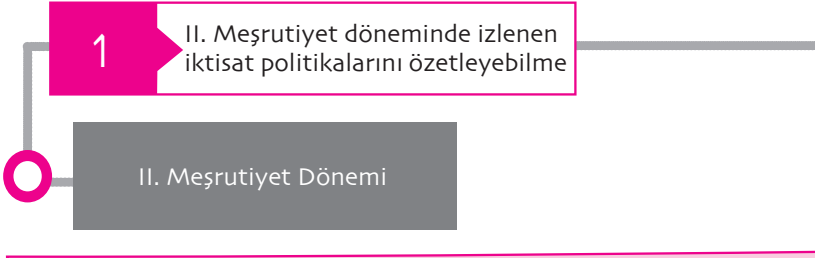 1
II. Meşrutiyet döneminde izlenen
iktisat politikalarını özetleyebilme
II. Meşrutiyet Dönemi